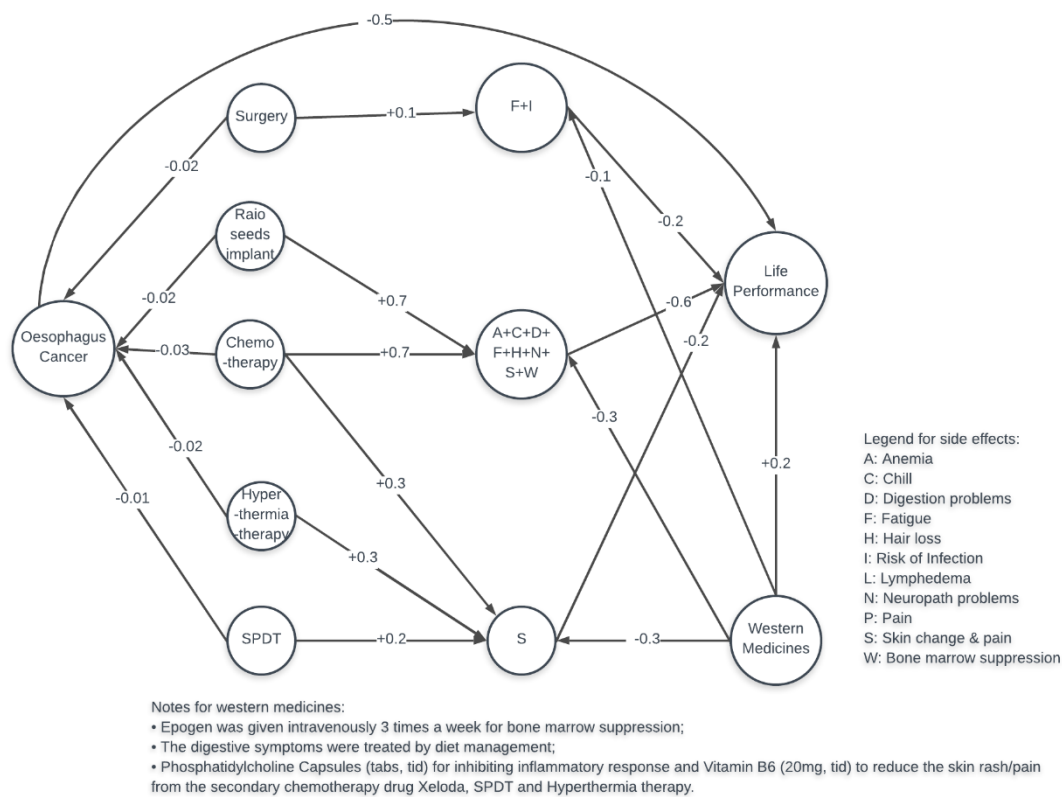 -0.5
Surgery
+0.1
F+I
-0.02
-0.1
Raio
seeds
implant
-0.2
Life
Performance
-0.02
+0.7
-0.6
Oesophagus
Cancer
-0.03
Chemo
-therapy
+0.7
A+C+D+
F+H+N+
S+W
-0.2
-0.3
-0.02
+0.3
+0.2
-0.01
Hyper
-thermia
-therapy
+0.3
SPDT
+0.2
S
-0.3
Western
Medicines
Legend for side effects:
A: Anemia
C: Chill
D: Digestion problems
F: Fatigue
H: Hair loss
I: Risk of Infection
L: Lymphedema
N: Neuropath problems
P: Pain
S: Skin change & pain
W: Bone marrow suppression
Notes for western medicines:
• Epogen was given intravenously 3 times a week for bone marrow suppression;
• The digestive symptoms were treated by diet management;
• Phosphatidylcholine Capsules (tabs, tid) for inhibiting inflammatory response and Vitamin B6 (20mg, tid) to reduce the skin rash/pain
from the secondary chemotherapy drug Xeloda, SPDT and Hyperthermia therapy.